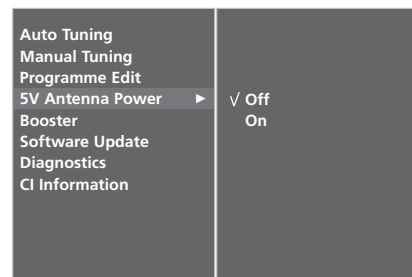 Auto Tuning
Manual Tuning
Programme Edit
5V Antenna Power ►
√ Off
Booster
On
Software Update
Diagnostics
CI Information